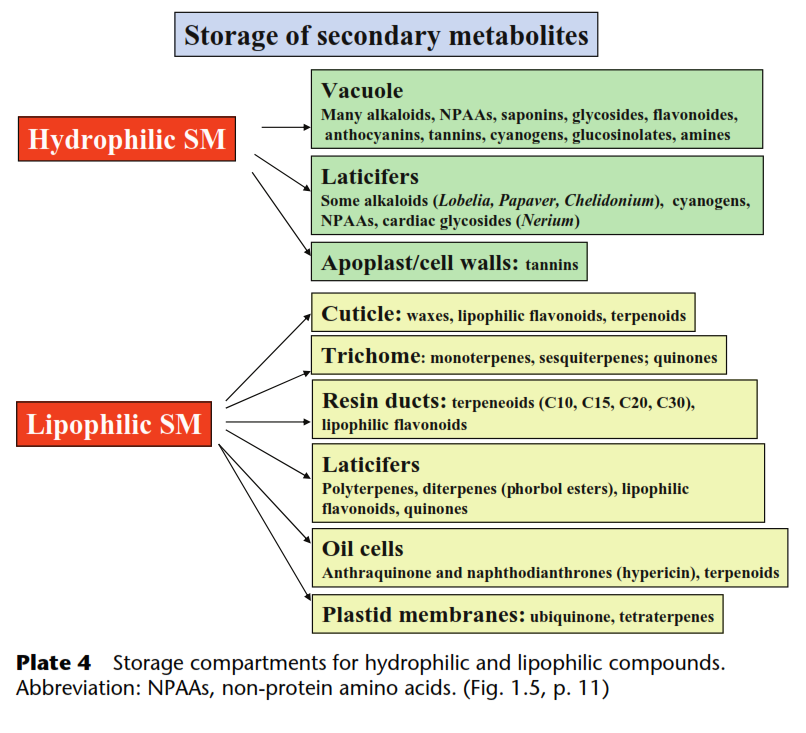 Storage of secondary metabolites
Hydrophilic SM
Vacuole
Many alkaloids, NPAAs, saponins, glycosides, flavonoides,
anthocyanins, tannins, cyanogens, glucosinolates, amines
Laticifers
Some alkaloids (Lobelia, Papaver, Chelidonium), cyanogens,
NPAAs, cardiac glycosides (Nerium)
Apoplast/cell walls: tannins
Lipophilic SM
Cuticle: waxes, lipophilic flavonoids, terpenoids
Trichome: monoterpenes, sesquiterpenes; quinones
Resin ducts: terpeneoids (C10, C15, C20, C30),
lipophilic flavonoids
Laticifers
Polyterpenes, diterpenes (phorbol esters), lipophilic
flavonoids, quinones
Oil cells
Anthraquinone and naphthodianthrones (hypericin), terpenoids
Plastid membranes: ubiquinone, tetraterpenes
Plate 4 Storage compartments for hydrophilic and lipophilic compounds.
Abbreviation: NPAAs, non-protein amino acids. (Fig. 1.5, p. 11)